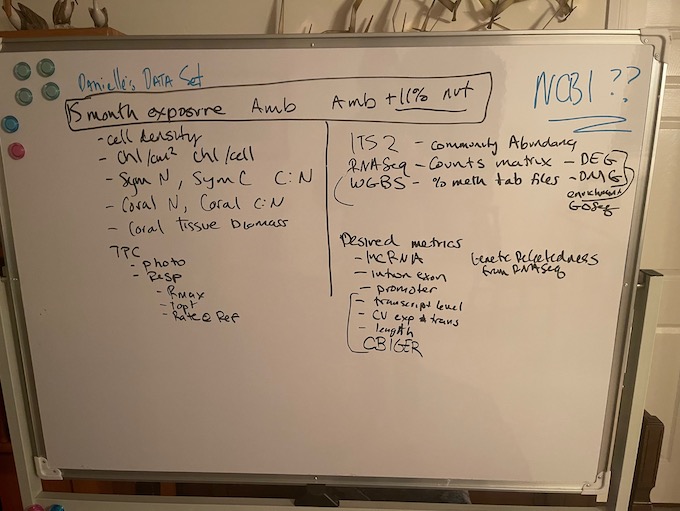 Danielle's Data Set
NCBI ??
15 month exposure Amb Amb + 11% nut
- cell density
- Chl/cm² chl/cell
- Sym N, Sym C C:N
- Coral N, Coral C:N
- Coral Tissue Biomass
TPC
- photo
- Resp
- Rmax
- Topt
- Rate @ Ref
ITS2 - community Abundanc
RNASeq - Counts matrix - DEG
WGBS - % meth tab files - DMG
enrichment
GOSeq
Desired metrics
- lncRNA
- intron exon
- promoter
- transcript level
- CV exp # trans
- length
GBIGER
Genetic Relatedness
from RNASeq